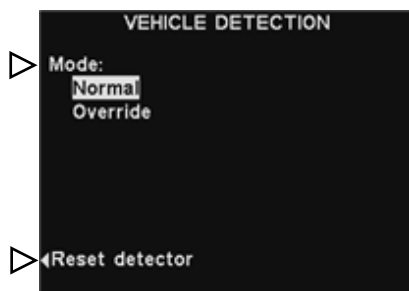 VEHICLE DETECTION
Mode:
Normal
Override
Reset detector